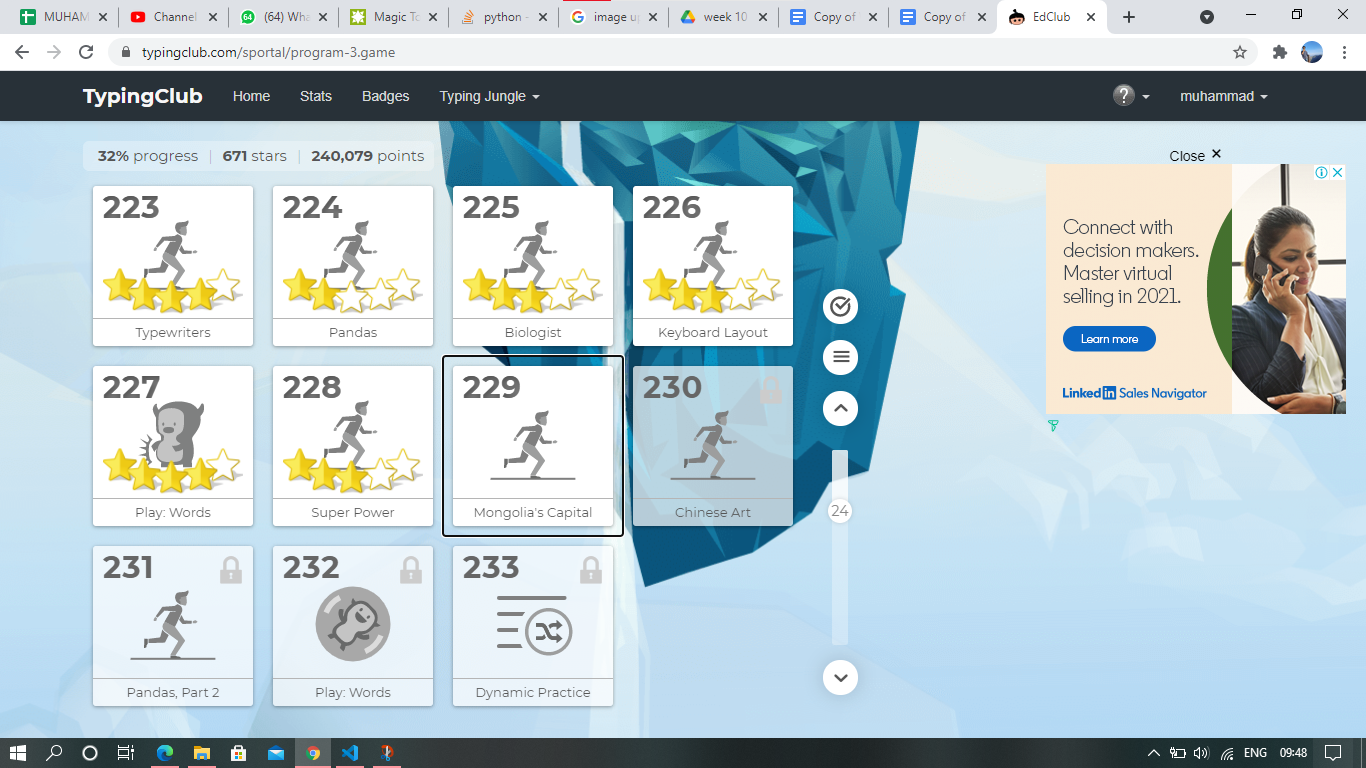 MUHAM
Channel
(64) Wha
Magic To
python -
image up
week 10
Copy of
Copy of
EdClub
typingclub.com/sportal/program-3.game
TypingClub
Home
Stats
Badges
Typing Jungle
?
muhammad
32% progress | 671 stars | 240,079 points
Close ×
223
Typewriters
224
Pandas
225
Biologist
226
Keyboard Layout
Connect with
decision makers.
Master virtual
selling in 2021.
Learn more
LinkedIn Sales Navigator
227
Play: Words
228
Super Power
229
Mongolia's Capital
230
Chinese Art
24
231
Pandas, Part 2
232
Play: Words
233
Dynamic Practice
ENG
09:48